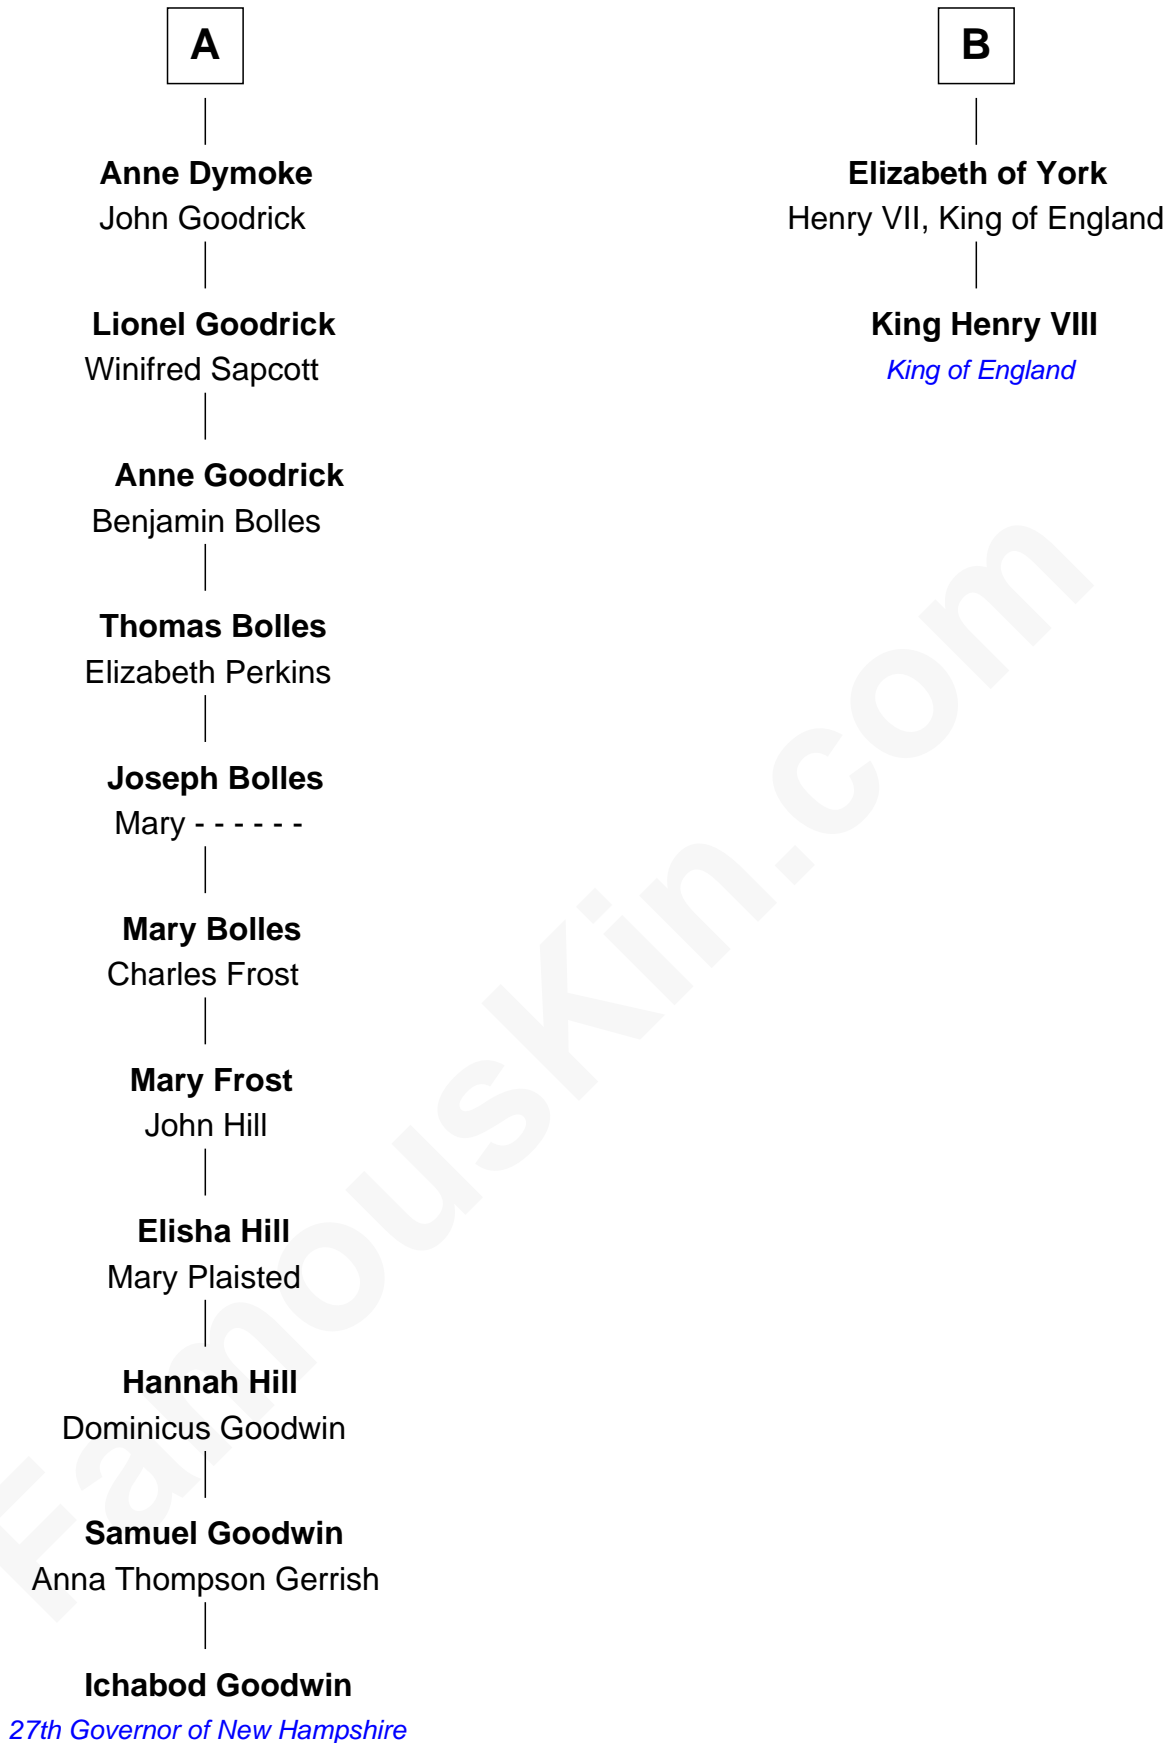 A
Anne Dymoke
John Goodrick
Lionel Goodrick
Winifred Sapcott
Anne Goodrick
Benjamin Bolles
Thomas Bolles
Elizabeth Perkins
Joseph Bolles
Mary - - - - - -
Mary Bolles
Charles Frost
Mary Frost
John Hill
Elisha Hill
Mary Plaisted
Hannah Hill
Dominicus Goodwin
Samuel Goodwin
Anna Thompson Gerrish
Ichabod Goodwin
27th Governor of New Hampshire
B
Elizabeth of York
Henry VII, King of England
King Henry VIII
King of England
FamousKin.com